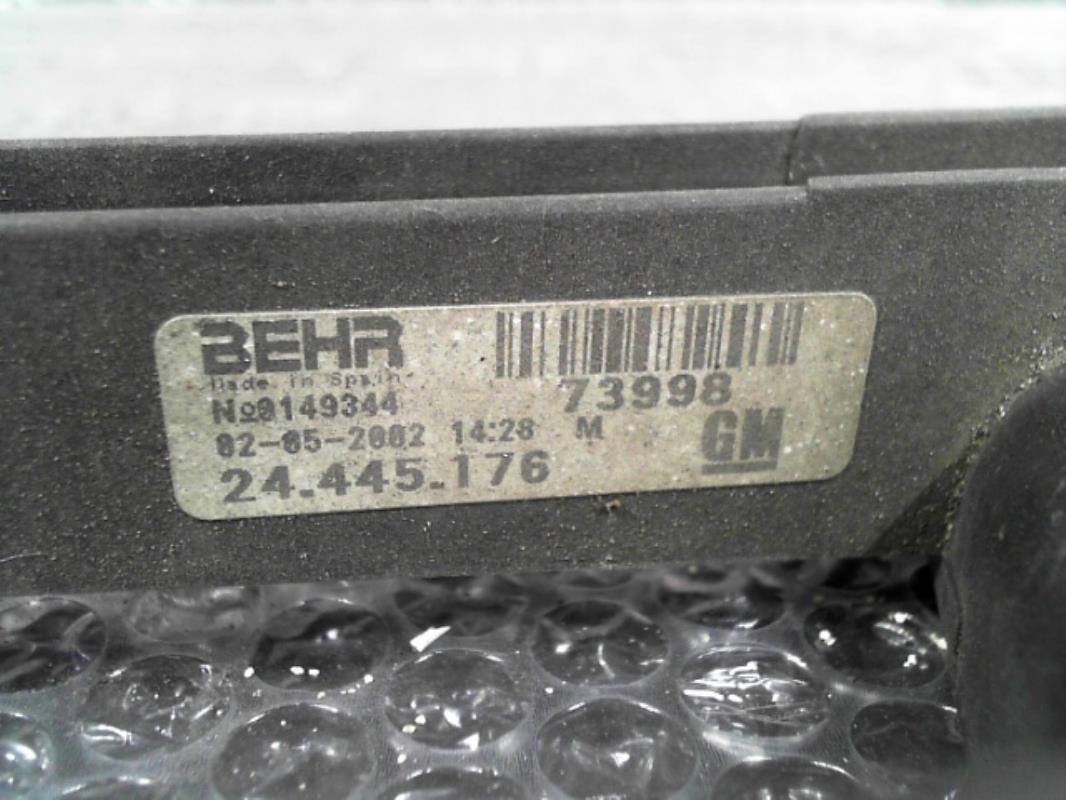 BEHR
Made in Spain
73998
№0149344
02-05-2002 14:28 M
GM
24.445.176